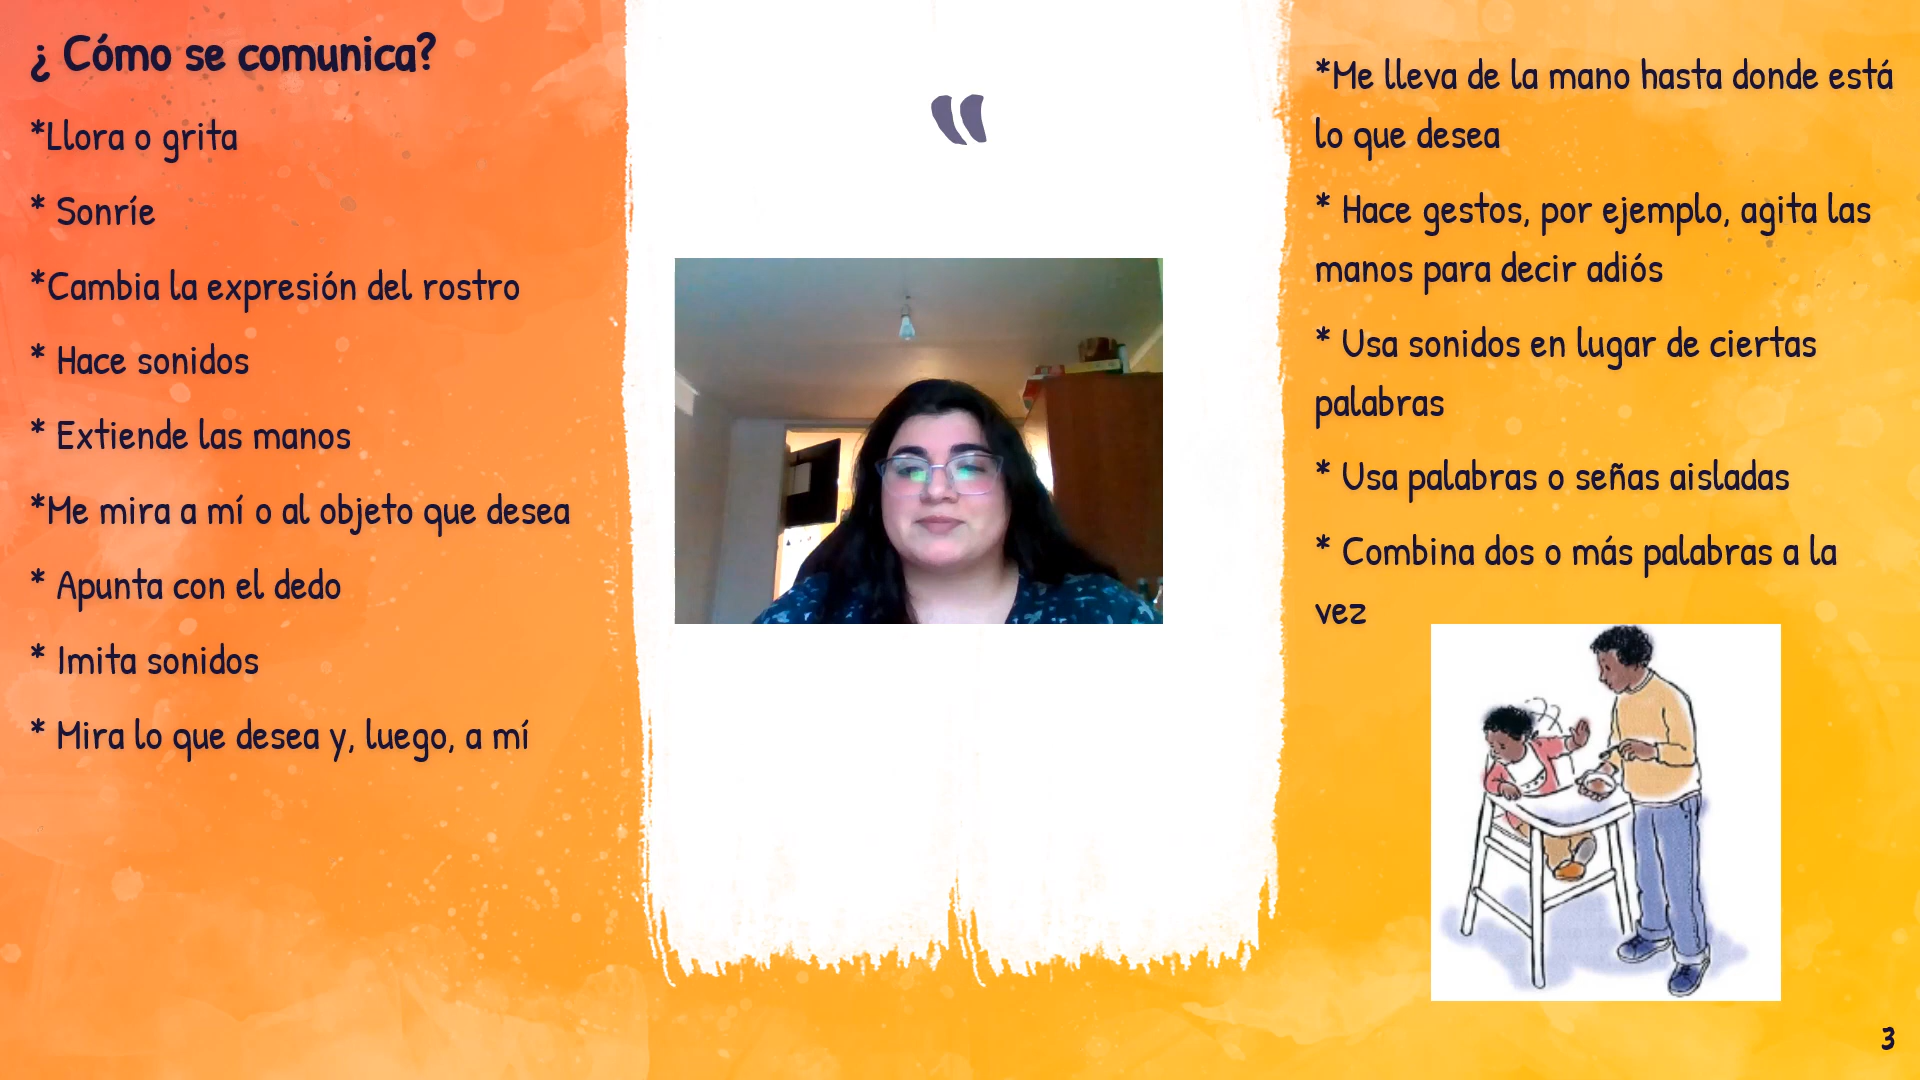 ¿ Cómo se comunica?
*Llora o grita
* Sonríe
*Cambia la expresión del rostro
* Hace sonidos
* Extiende las manos
*Me mira a mí o al objeto que desea
* Apunta con el dedo
* Imita sonidos
* Mira lo que desea y, luego, a mí
“
*Me lleva de la mano hasta donde está
lo que desea
* Hace gestos, por ejemplo, agita las
manos para decir adiós
* Usa sonidos en lugar de ciertas
palabras
* Usa palabras o señas aisladas
* Combina dos o más palabras a la
vez
3